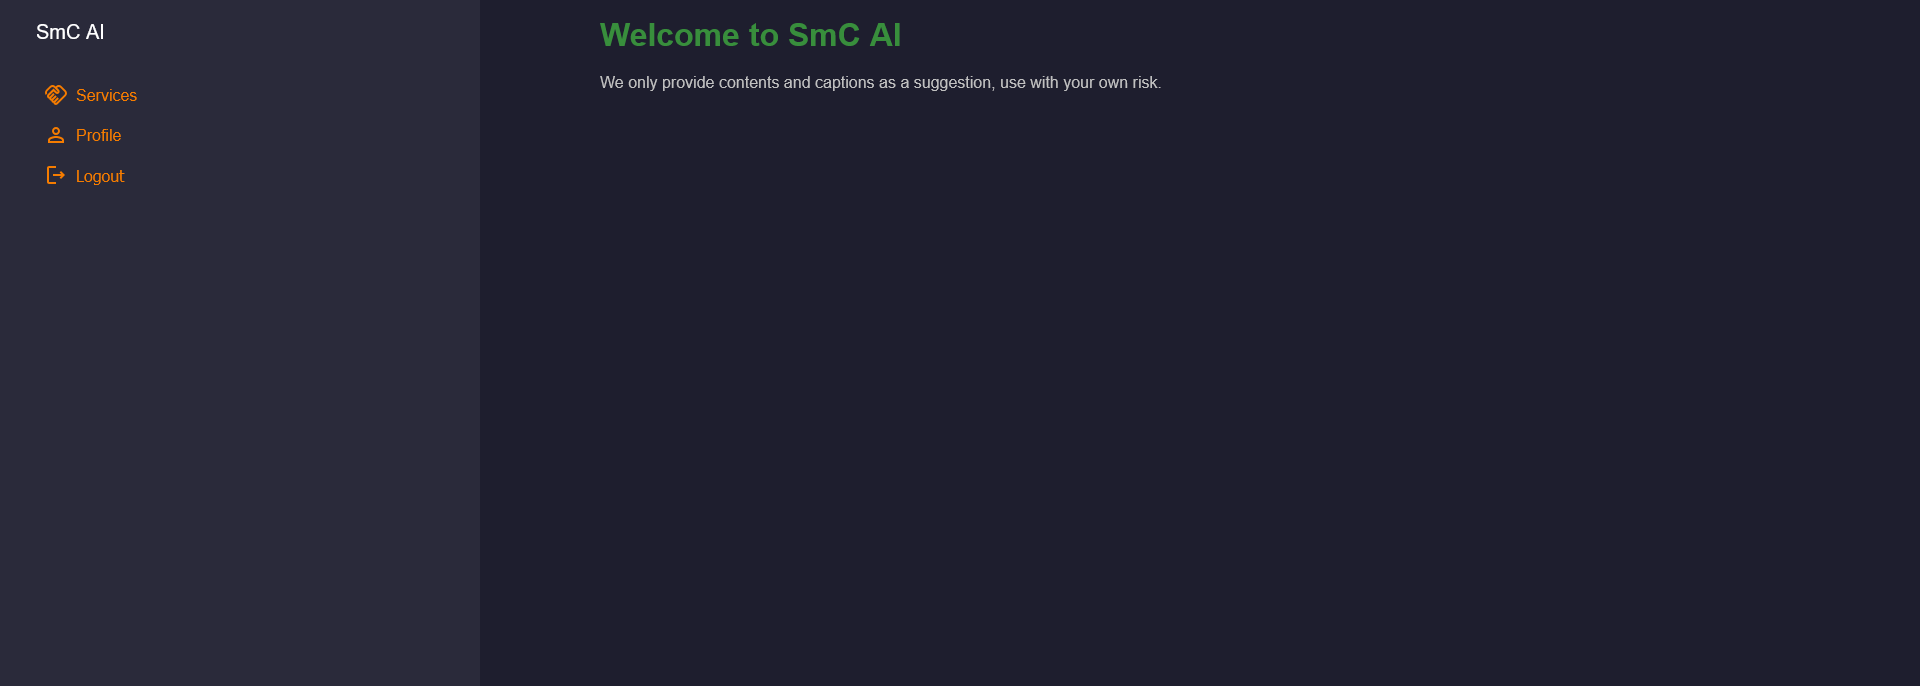 SmC AI
Services
Profile
Logout
Welcome to SmC AI
We only provide contents and captions as a suggestion, use with your own risk.